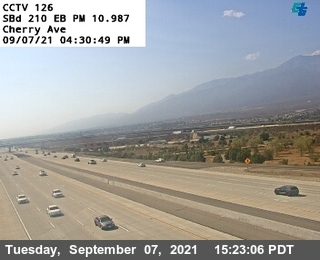 CCTV 126
SBd 210 EB PM 10.987
Cherry Ave
09/07/21 04:30:49 PM
Tuesday, September 07, 2021 15:23:06 PDT